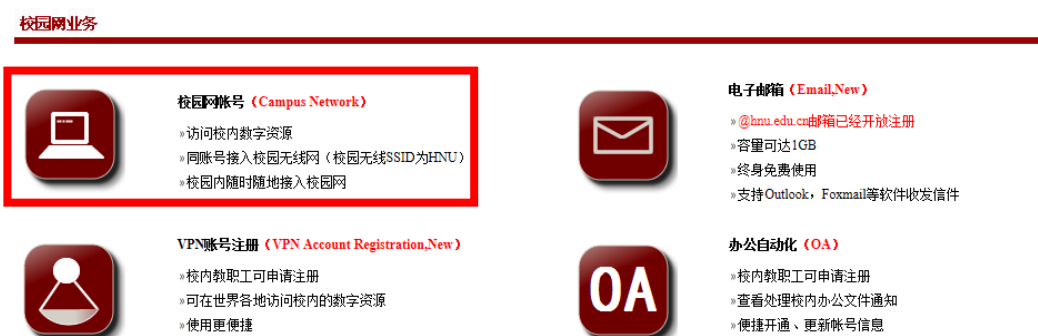 校园网业务
校园网帐号（Campus Network）
»访问校内数字资源
»同账号接入校园无线网（校园无线SSID为HNU）
»校园内随时随地接入校园网
电子邮箱（Email,New）
»@hnu.edu.cn邮箱已经开放注册
»容量可达1GB
»终身免费使用
»支持Outlook，Foxmail等软件收发信件
VPN账号注册（VPN Account Registration,New）
»校内教职工可申请注册
»可在世界各地访问校内的数字资源
»使用更便捷
OA
办公自动化（OA）
»校内教职工可申请注册
»查看处理校内办公文件通知
»便捷开通、更新帐号信息